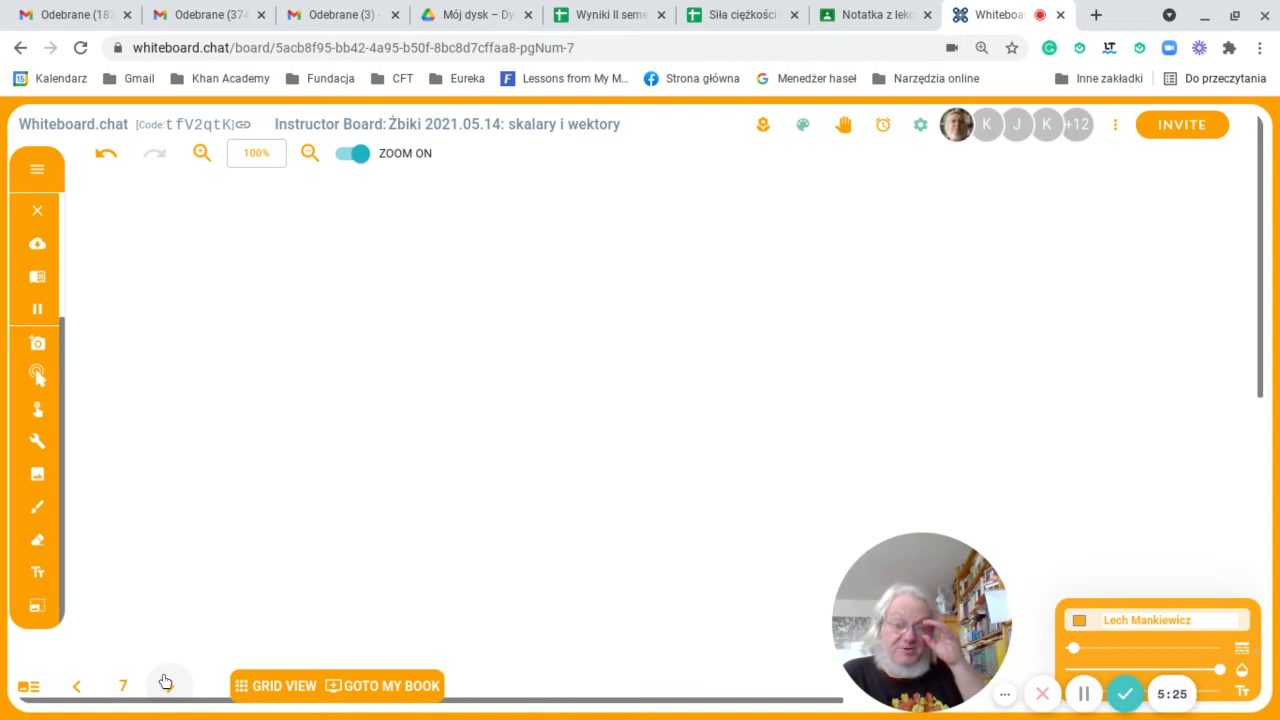 Odebrane (183
Odebrane (374
Odebrane (3) -
Mój dysk – Dy
Wyniki II seme
Siła ciężkości
Notatka z lekc
Whiteboa
whiteboard.chat/board/5acb8f95-bb42-4a95-b50f-8bc8d7cffaa8-pgNum-7
Kalendarz
Gmail
Khan Academy
Fundacja
CFT
Eureka
Lessons from My M...
Strona główna
Menedżer haseł
Narzędzia online
Inne zakładki
Do przeczytania
Whiteboard.chat [Code:tfV2qtK]
Instructor Board: Żbiki 2021.05.14: skalary i wektory
K
J
K
+12
INVITE
100%
ZOOM ON
Lech Mankiewicz
7
GRID VIEW
GOTO MY BOOK
5:25